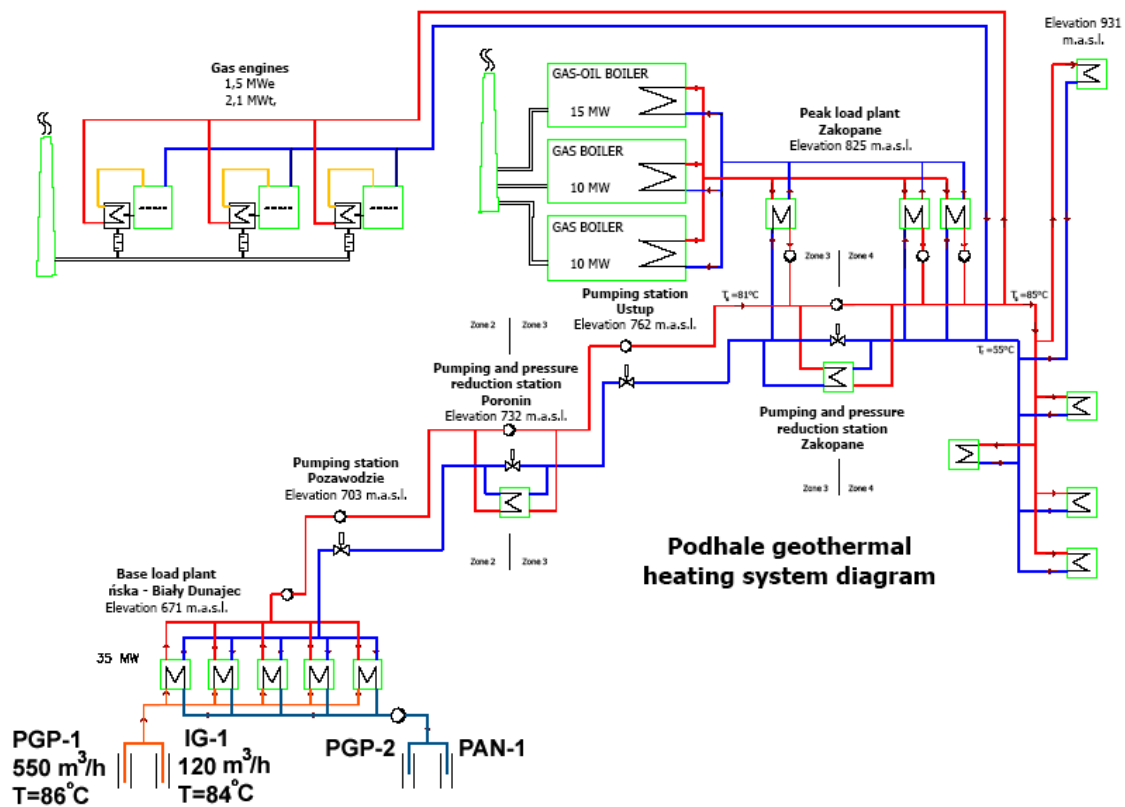 Elevation 931
m.a.s.l.
Gas engines
1,5 MWe
2,1 MWt,
GAS-OIL BOILER
15 MW
GAS BOILER
10 MW
GAS BOILER
10 MW
Peak load plant
Zakopane
Elevation 825 m.a.s.l.
Zone 3
Zone 4
Pumping station
Ustup
Elevation 762 m.a.s.l.
Tg =81°C
Tg =85°C
Zone 2
Zone 3
Tr =55°C
Pumping and pressure
reduction station
Poronin
Elevation 732 m.a.s.l.
Pumping and pressure
reduction station
Zakopane
Zone 3
Zone 4
Pumping station
Pozawodzie
Elevation 703 m.a.s.l.
Zone 2
Zone 3
Podhale geothermal
heating system diagram
Base load plant
ńska - Biały Dunajec
Elevation 671 m.a.s.l.
35 MW
PGP-1
550 m³/h
T=86°C
IG-1
120 m³/h
T=84°C
PGP-2
PAN-1